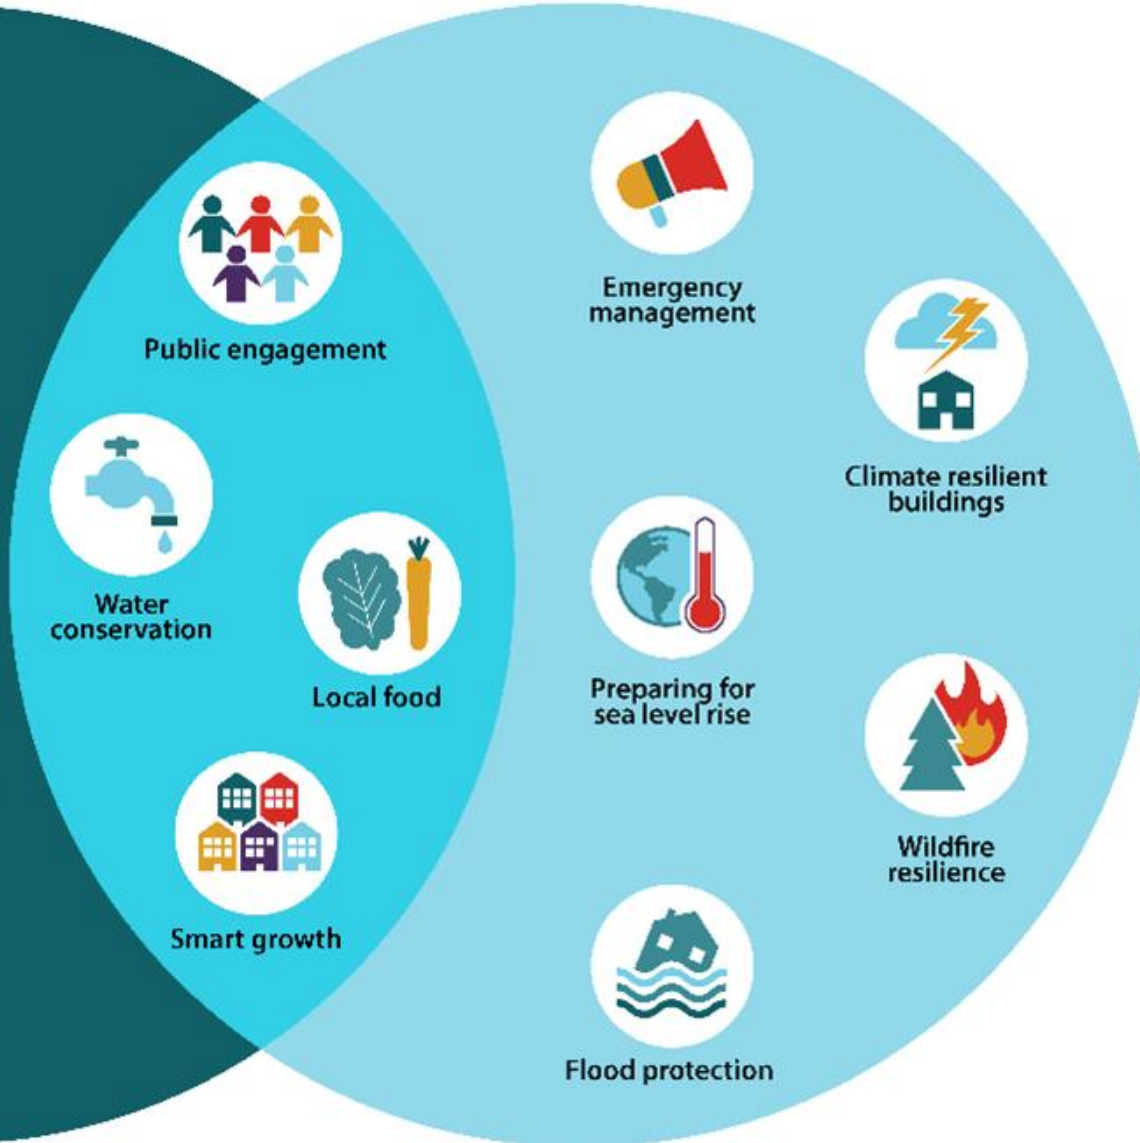 Public engagement
Water
conservation
Local food
Smart growth
Emergency
management
Climate resilient
buildings
Preparing for
sea level rise
Wildfire
resilience
Flood protection